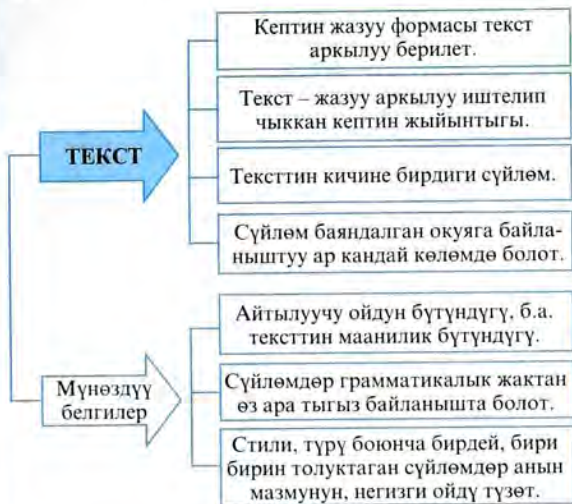 ТЕКСТ
Кептин жазуу формасы текст
аркылуу берилет.
Текст – жазуу аркылуу иштелип
чыккан кептин жыйынтыгы.
Тексттин кичине бирдиги сүйлөм.
Сүйлөм баяндалган окуяга байла-
ныштуу ар кандай көлөмдө болот.
Мүнөздүү
белгилер
Айтылуучу ойдун бүтүндүгү, б.а.
тексттин маанилик бүтүндүгү.
Сүйлөмдөр грамматикалык жактан
өз ара тыгыз байланышта болот.
Стили, түрү боюнча бирдей, бири
бирин толуктаган сүйлөмдөр анын
мазмунун, негизги ойду түзөт.